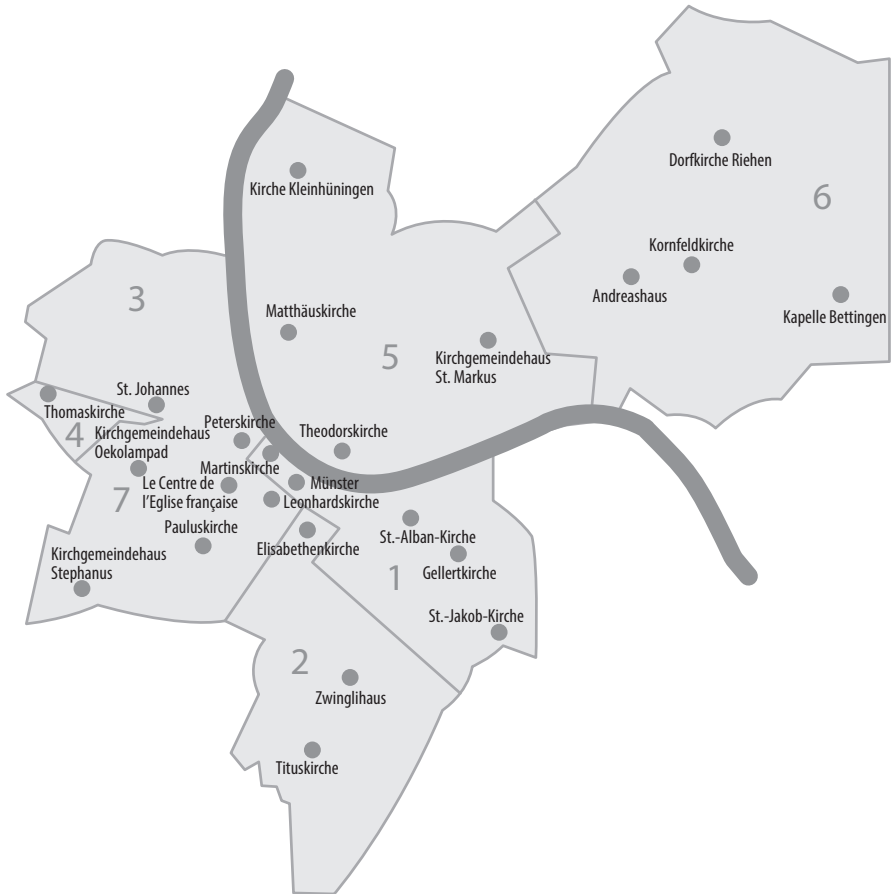 Dorfkirche Riehen
Kirche Kleinhüningen
6
Kornfeldkirche
Andreashaus
3
Matthäuskirche
Kapelle Bettingen
5
Kirchgemeindehaus
St. Markus
St. Johannes
Thomaskirche
Peterskirche
Theodorskirche
4
Kirchgemeindehaus
Oekolampad
Martinskirche
Münster
Le Centre de
l'Eglise française
Leonhardskirche
7
Pauluskirche
St.-Alban-Kirche
Elisabethenkirche
Kirchgemeindehaus
Stephanus
Gellertkirche
1
St.-Jakob-Kirche
2
Zwinglihaus
Tituskirche